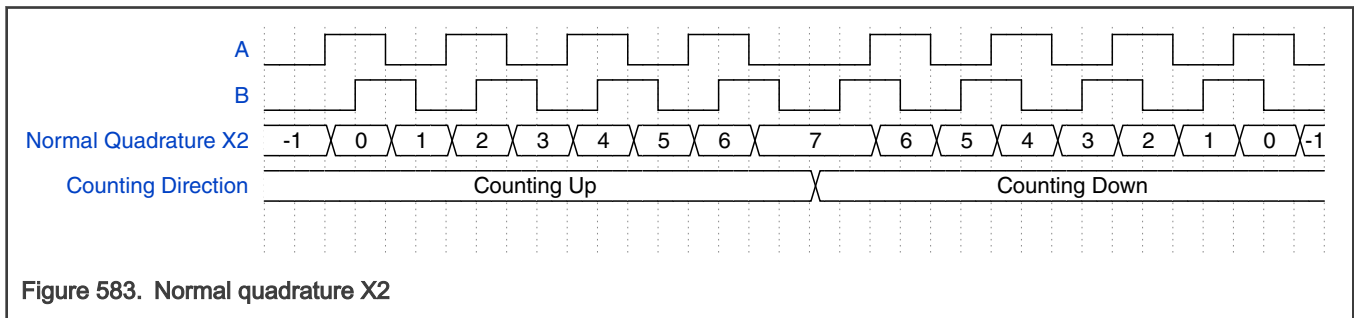 A
B
Normal Quadrature X2 -1 0 1 2 3 4 5 6 7 6 5 4 3 2 1 0 -1
Counting Direction Counting Up Counting Down
Figure 583. Normal quadrature X2